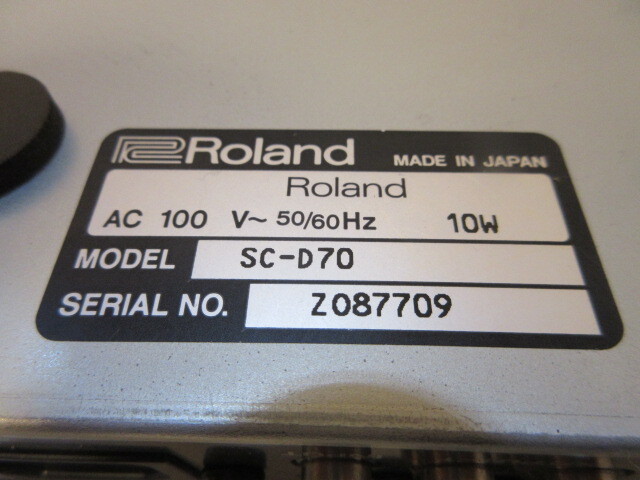 Roland MADE IN JAPAN
Roland
AC 100 V~ 50/60Hz 10W
MODEL SC-D70
SERIAL NO. Z087709